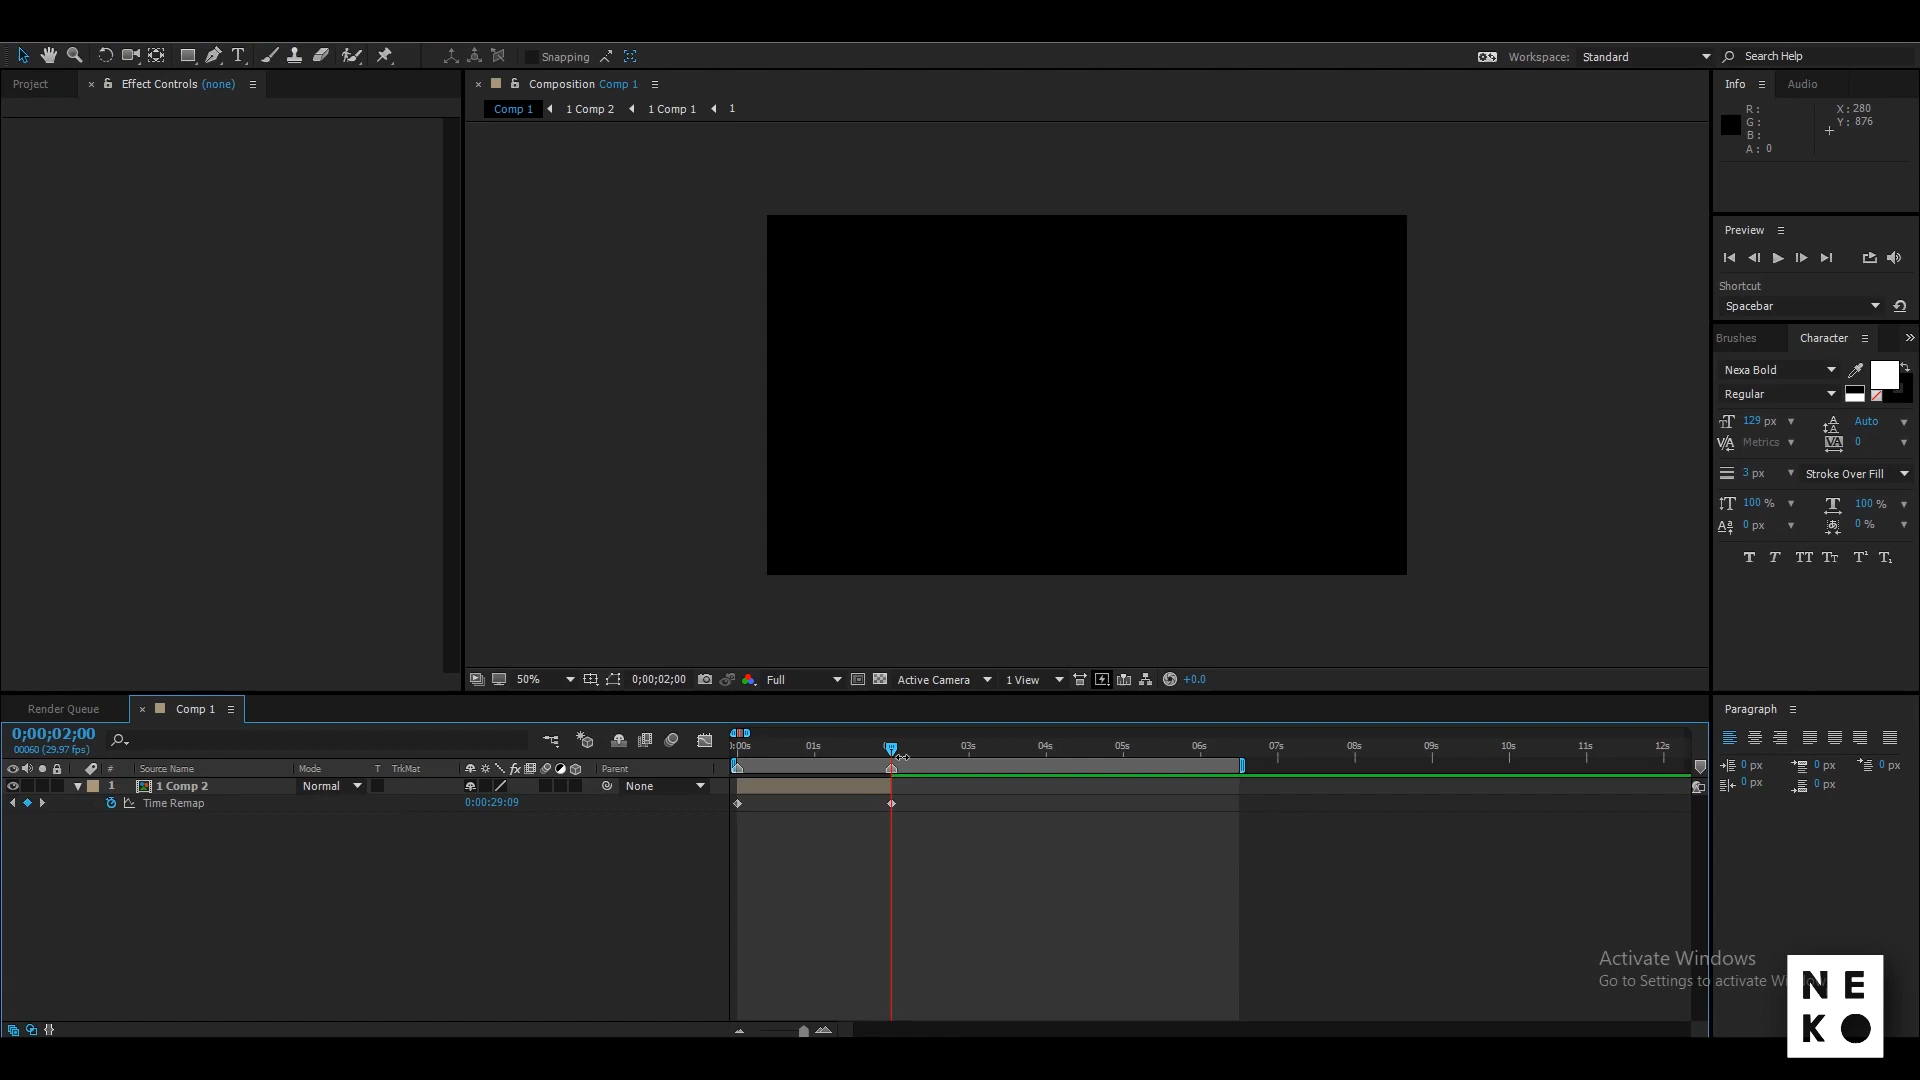 Snapping
Workspace: Standard
Search Help
Project
× Effect Controls (none)
× Composition Comp 1
Comp 1
1 Comp 2
1 Comp 1
1
Info
Audio
R:
G:
B:
A: 0
X: 280
Y: 876
Preview
Shortcut
Spacebar
Brushes
Character
Nexa Bold
Regular
129 px
Auto
Metrics
0
3 px
Stroke Over Fill
100 %
100 %
0 px
0 %
50%
0;00;02;00
Full
Active Camera
1 View
+0.0
Render Queue
× Comp 1
Paragraph
0;00;02;00
00060 (29.97 fps)
:00s 01s 03s 04s 05s 06s 07s 08s 09s 10s 11s 12s
# Source Name
Mode
T TrkMat
fx
Parent
1 1 Comp 2
Normal
None
Time Remap
0:00:29:09
0 px
0 px
0 px
0 px
0 px
Activate Windows
Go to Settings to activate Wi
NE
KO